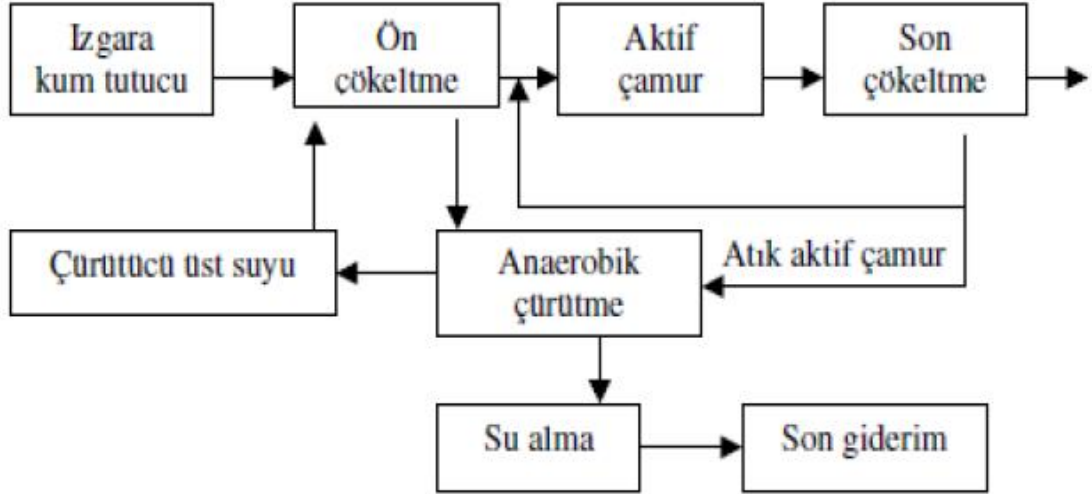 Izgara
kum tutucu
Ön
çökeltme
Aktif
çamur
Son
çökeltme
Çürütücü üst suyu
Anaerobik
çürütme
Atık aktif çamur
Su alma
Son giderim